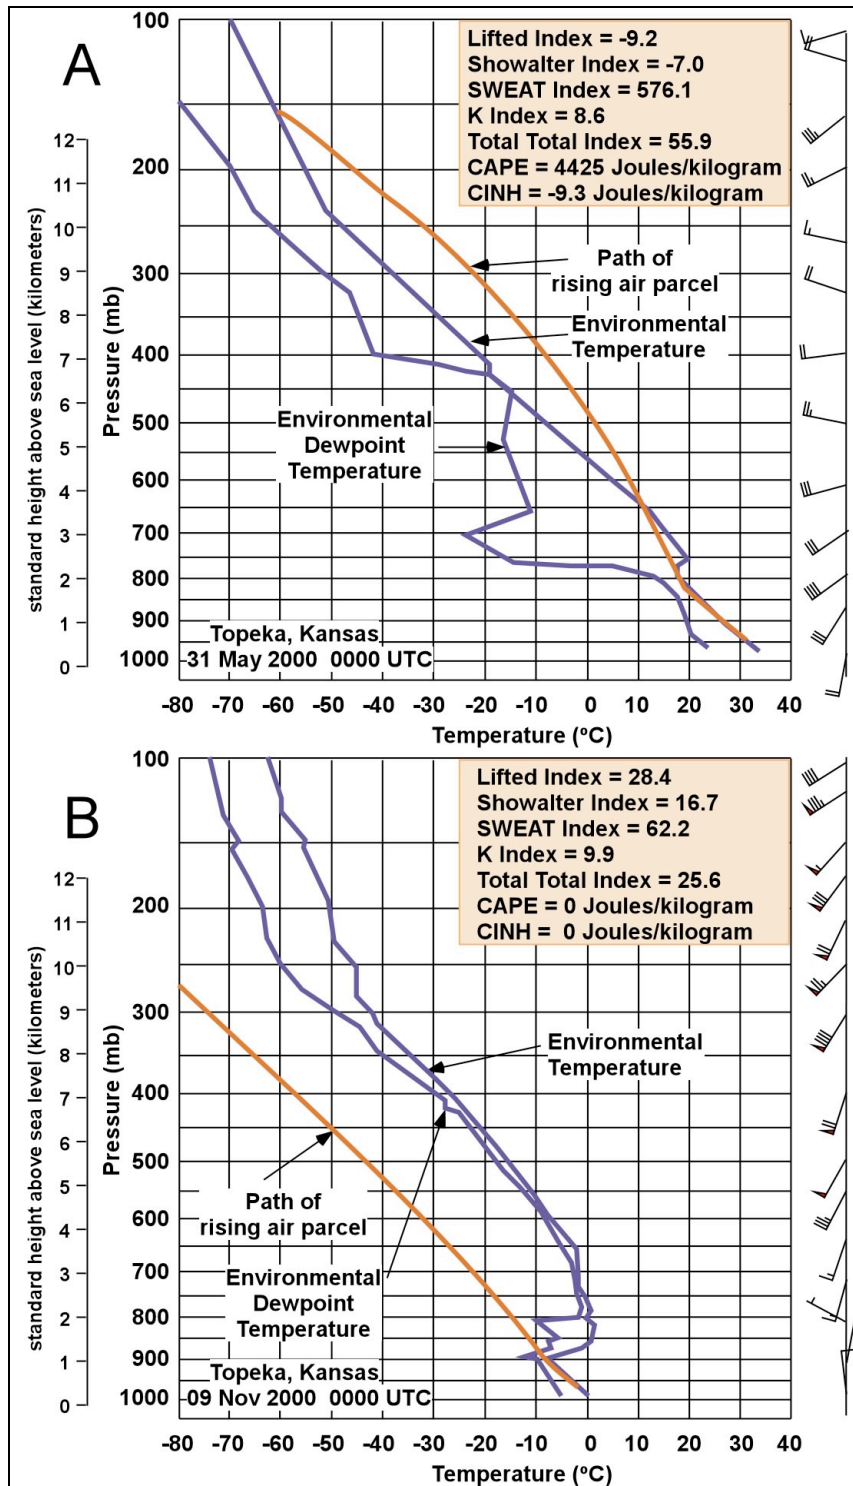 A
Lifted Index = -9.2
Showalter Index = -7.0
SWEAT Index = 576.1
K Index = 8.6
Total Total Index = 55.9
CAPE = 4425 Joules/kilogram
CINH = -9.3 Joules/kilogram
standard height above sea level (kilometers)
12
11
10
9
8
7
6
5
4
3
2
1
0
Pressure (mb)
100
200
300
400
500
600
700
800
900
1000
Path of
rising air parcel
Environmental
Temperature
Environmental
Dewpoint
Temperature
Topeka, Kansas
31 May 2000 0000 UTC
-80 -70 -60 -50 -40 -30 -20 -10 0 10 20 30 40
Temperature (ºC)
B
Lifted Index = 28.4
Showalter Index = 16.7
SWEAT Index = 62.2
K Index = 9.9
Total Total Index = 25.6
CAPE = 0 Joules/kilogram
CINH = 0 Joules/kilogram
standard height above sea level (kilometers)
12
11
10
9
8
7
6
5
4
3
2
1
0
Pressure (mb)
100
200
300
400
500
600
700
800
900
1000
Environmental
Temperature
Path of
rising air parcel
Environmental
Dewpoint
Temperature
Topeka, Kansas
09 Nov 2000 0000 UTC
-80 -70 -60 -50 -40 -30 -20 -10 0 10 20 30 40
Temperature (ºC)